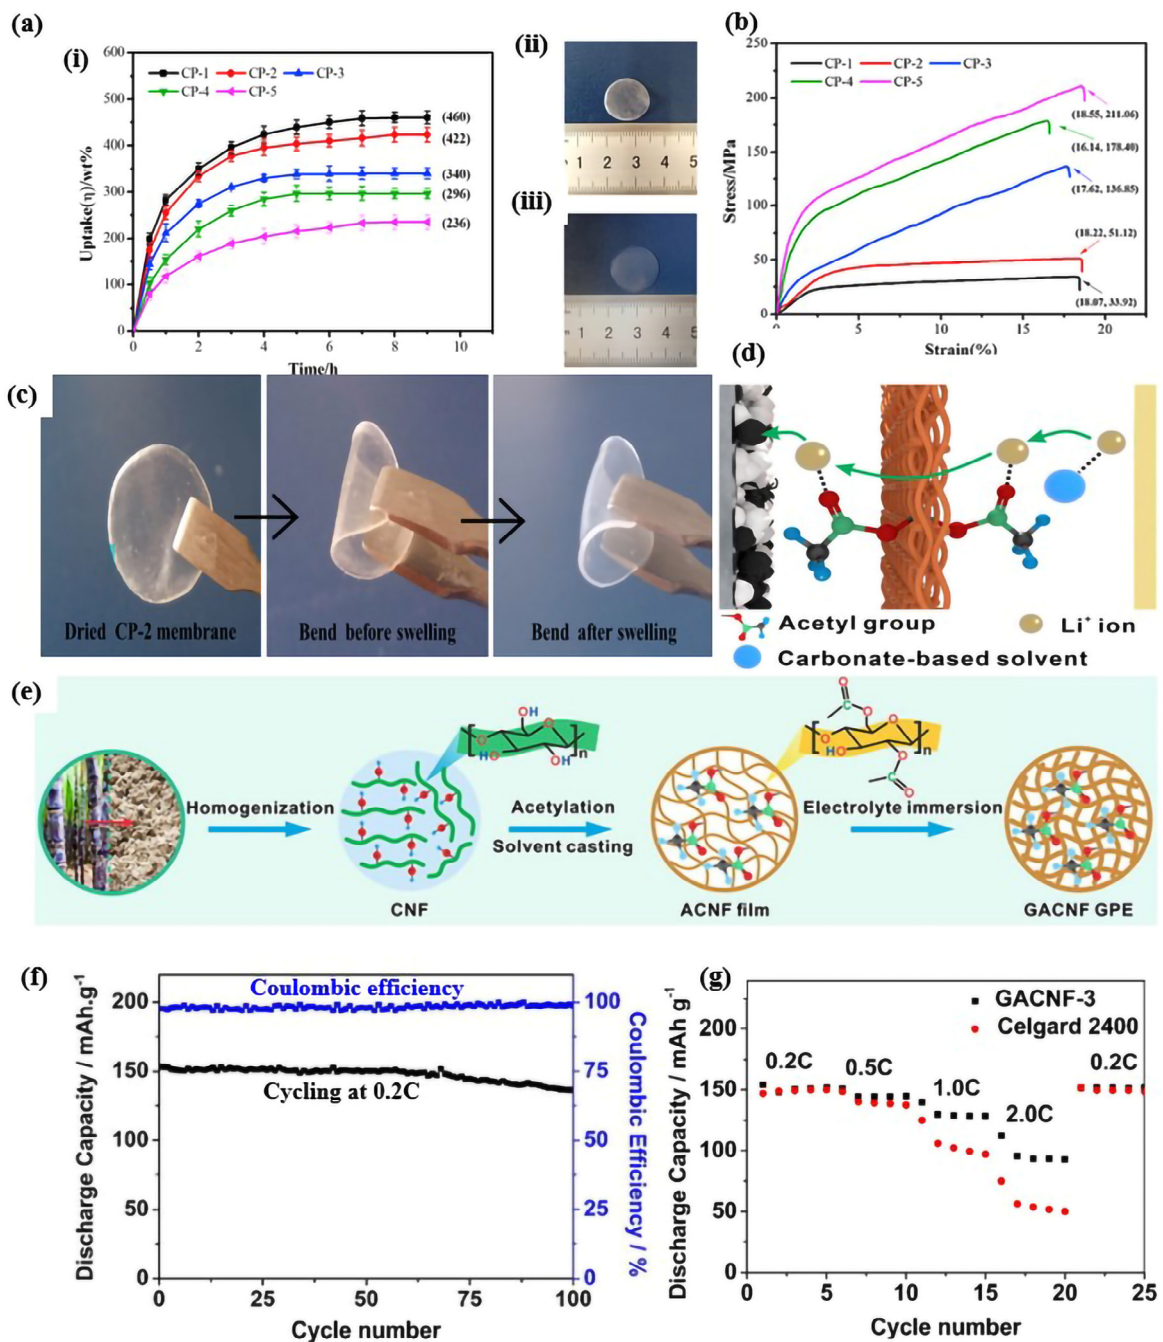 (a)
(i)
600
500
400
300
200
100
0
Uptake(η)/wt%
CP-1 CP-2 CP-3
CP-4 CP-5
(460)
(422)
(340)
(296)
(236)
0 2 4 6 8 10
Time/h
(ii)
1 2 3 4 5
(iii)
1 2 3 4 5
(b)
250
200
150
100
50
0
Stress/MPa
CP-1 CP-2 CP-3
CP-4 CP-5
(18.55, 211.06)
(16.14, 178.40)
(17.62, 136.85)
(18.22, 51.12)
(18.07, 33.92)
0 5 10 15 20
Strain(%)
(c)
Dried CP-2 membrane
Bend before swelling
Bend after swelling
(d)
Acetyl group
Li⁺ ion
Carbonate-based solvent
(e)
Homogenization
OH
O
HO
OH
n
CNF
Acetylation
Solvent casting
O
C
O
O
HO
O
n
C
O
ACNF film
Electrolyte immersion
GACNF GPE
(f)
200
150
100
50
0
Discharge Capacity / mAh.g⁻¹
Coulombic efficiency
Cycling at 0.2C
100
75
50
25
0
Coulombic Efficiency / %
0 25 50 75 100
Cycle number
(g)
200
150
100
50
0
Discharge Capacity / mAh g⁻¹
GACNF-3
Celgard 2400
0.2C
0.5C
1.0C
2.0C
0.2C
0 5 10 15 20 25
Cycle number